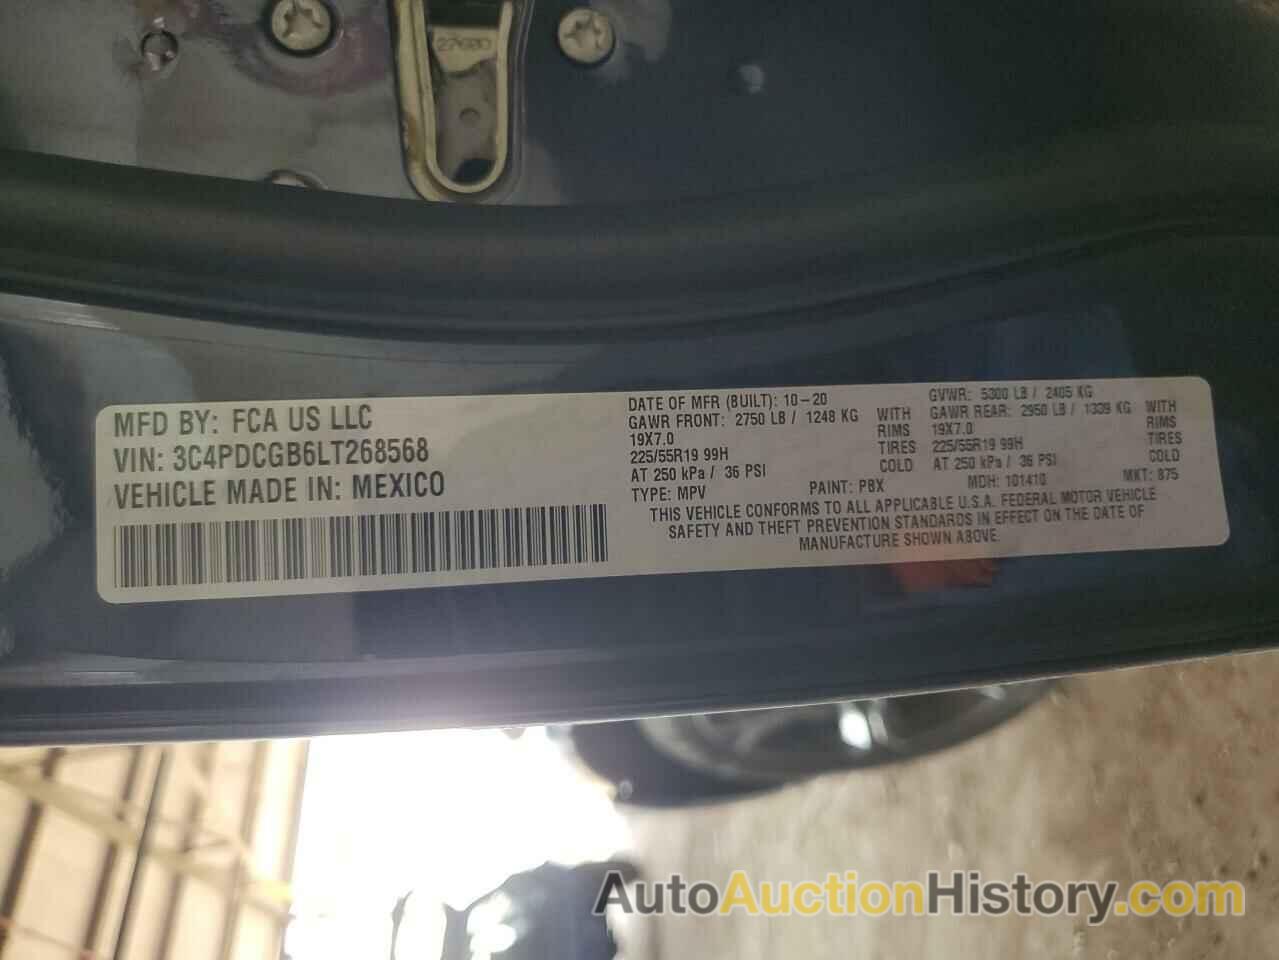 27600
MFD BY: FCA US LLC
VIN: 3C4PDCGB6LT268568
VEHICLE MADE IN: MEXICO
DATE OF MFR (BUILT): 10-20 GVWR: 5300 LB / 2405 KG
GAWR FRONT: 2750 LB / 1248 KG WITH GAWR REAR: 2950 LB / 1339 KG WITH
19X7.0 RIMS 19X7.0 RIMS
225/55R19 99H TIRES 225/55R19 99H TIRES
AT 250 kPa / 36 PSI COLD AT 250 kPa / 36 PSI COLD
TYPE: MPV PAINT: PBX MDH: 101410 MKT: 875
THIS VEHICLE CONFORMS TO ALL APPLICABLE U.S.A. FEDERAL MOTOR VEHICLE
SAFETY AND THEFT PREVENTION STANDARDS IN EFFECT ON THE DATE OF
MANUFACTURE SHOWN ABOVE.
AutoAuctionHistory.com